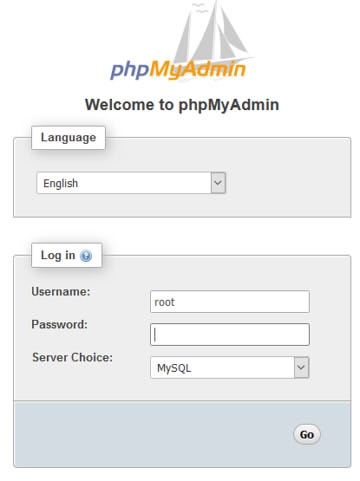 phpMyAdmin
Welcome to phpMyAdmin
Language
English
Log in
Username:
root
Password:
Server Choice:
MySQL
Go